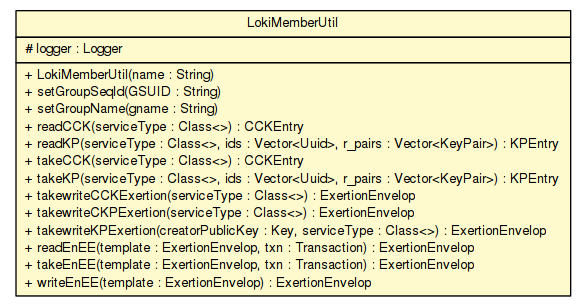 LokiMemberUtil
# logger : Logger
+ LokiMemberUtil(name : String)
+ setGroupSeqId(GSUID : String)
+ setGroupName(gname : String)
+ readCCK(serviceType : Class<>) : CCKEntry
+ readKP(serviceType : Class<>, ids : Vector<Uuid>, r_pairs : Vector<KeyPair>) : KPEntry
+ takeCCK(serviceType : Class<>) : CCKEntry
+ takeKP(serviceType : Class<>, ids : Vector<Uuid>, r_pairs : Vector<KeyPair>) : KPEntry
+ takewriteCCKExertion(serviceType : Class<>) : ExertionEnvelop
+ takewriteCKPExertion(serviceType : Class<>) : ExertionEnvelop
+ takewriteKPExertion(creatorPublicKey : Key, serviceType : Class<>) : ExertionEnvelop
+ readEnEE(template : ExertionEnvelop, txn : Transaction) : ExertionEnvelop
+ takeEnEE(template : ExertionEnvelop, txn : Transaction) : ExertionEnvelop
+ writeEnEE(template : ExertionEnvelop) : ExertionEnvelop